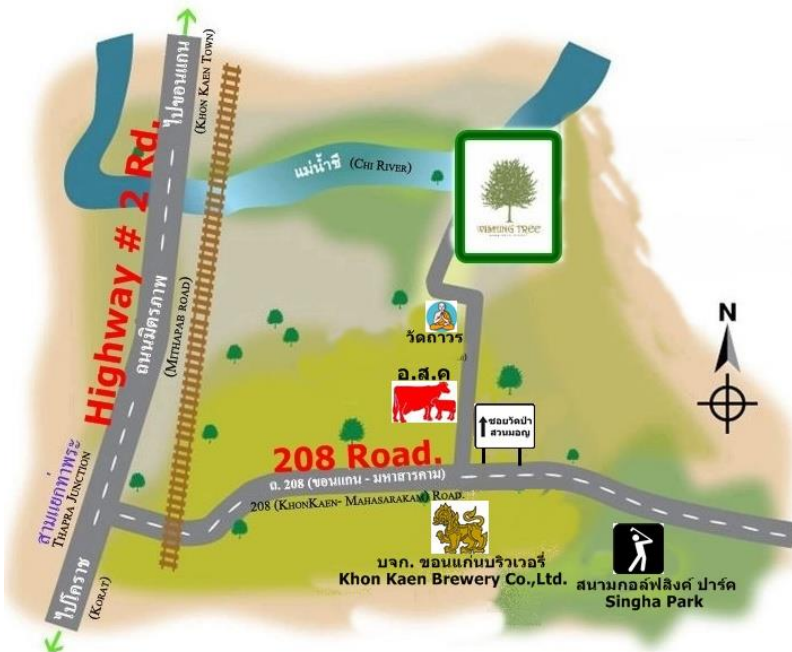 ไปขอนแก่น
(KHON KAEN TOWN)
Highway # 2 Rd.
แม่น้ำชี (CHI RIVER)
RIMJUNG TREE
N
ถนนมิตรภาพ
(MITHAPAB ROAD)
วัดถาวร
อ.ส.ค
ซอยวัดป่า
สวนมอญ
208 Road.
ถ. 208 (ขอนแกน - มหาสารคาม)
208 (KHONKAEN- MAHASARAKAM) ROAD.
สามแยกท่าพระ
THAPRA JUNCTION
ไปโคราช
(KORAT)
บจก. ขอนแก่นบริวเวอรี่
Khon Kaen Brewery Co.,Ltd.
สนามกอล์ฟสิงค์ ปาร์ค
Singha Park